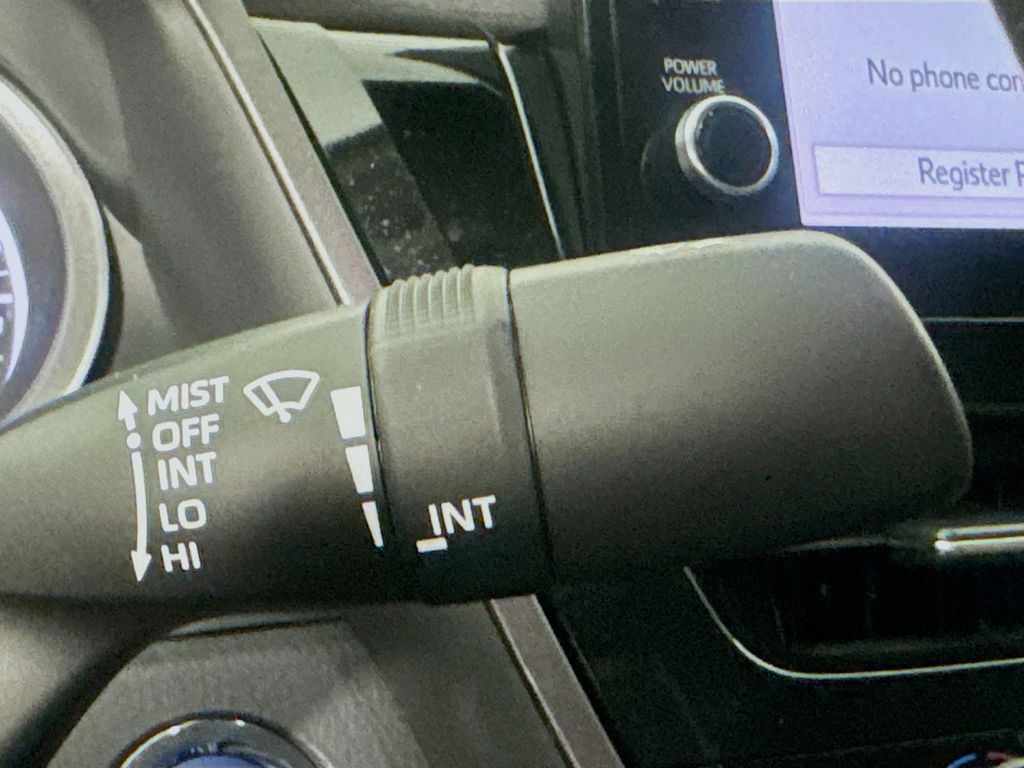 POWER
VOLUME
No phone con
Register
MIST
OFF
INT
LO
HI
INT